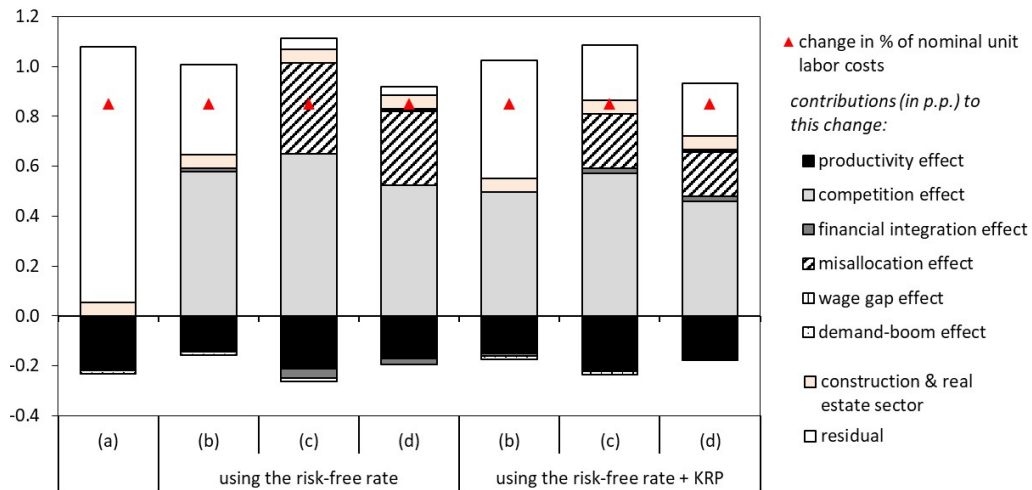 1.2
1.0
0.8
0.6
0.4
0.2
0.0
-0.2
-0.4
(a)
(b)
(c)
(d)
(b)
(c)
(d)
using the risk-free rate
using the risk-free rate + KRP
change in % of nominal unit
labor costs
contributions (in p.p.) to
this change:
productivity effect
competition effect
financial integration effect
misallocation effect
wage gap effect
demand-boom effect
construction & real
estate sector
residual